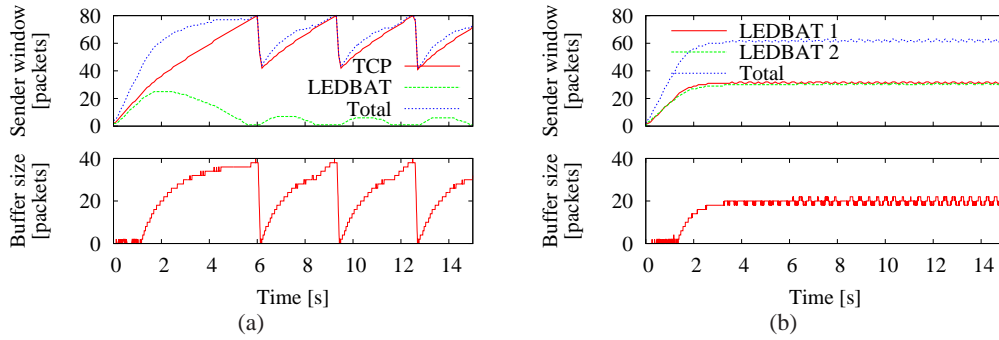 Sender window
[packets]
80
60
40
20
0
TCP
LEDBAT
Total
Buffer size
[packets]
40
20
0
0 2 4 6 8 10 12 14
Time [s]
(a)
Sender window
[packets]
80
60
40
20
0
LEDBAT 1
LEDBAT 2
Total
Buffer size
[packets]
40
20
0
0 2 4 6 8 10 12 14
Time [s]
(b)